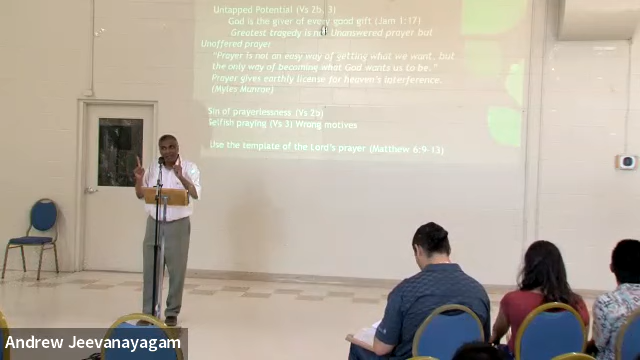 Untapped Potential (Vs 2b, 3)
God is the giver of every good gift (Jam 1:17)
Greatest tragedy is not Unanswered prayer but
Unoffered prayer
"Prayer is not an easy way of getting what we want, but
the only way of becoming what God wants us to be."
Prayer gives earthly license for heaven's interference.
(Myles Munroe)
Sin of prayerlessness (Vs 2b)
Selfish praying (Vs 3) Wrong motives
Use the template of the Lord's prayer (Matthew 6:9-13)
Andrew Jeevanayagam